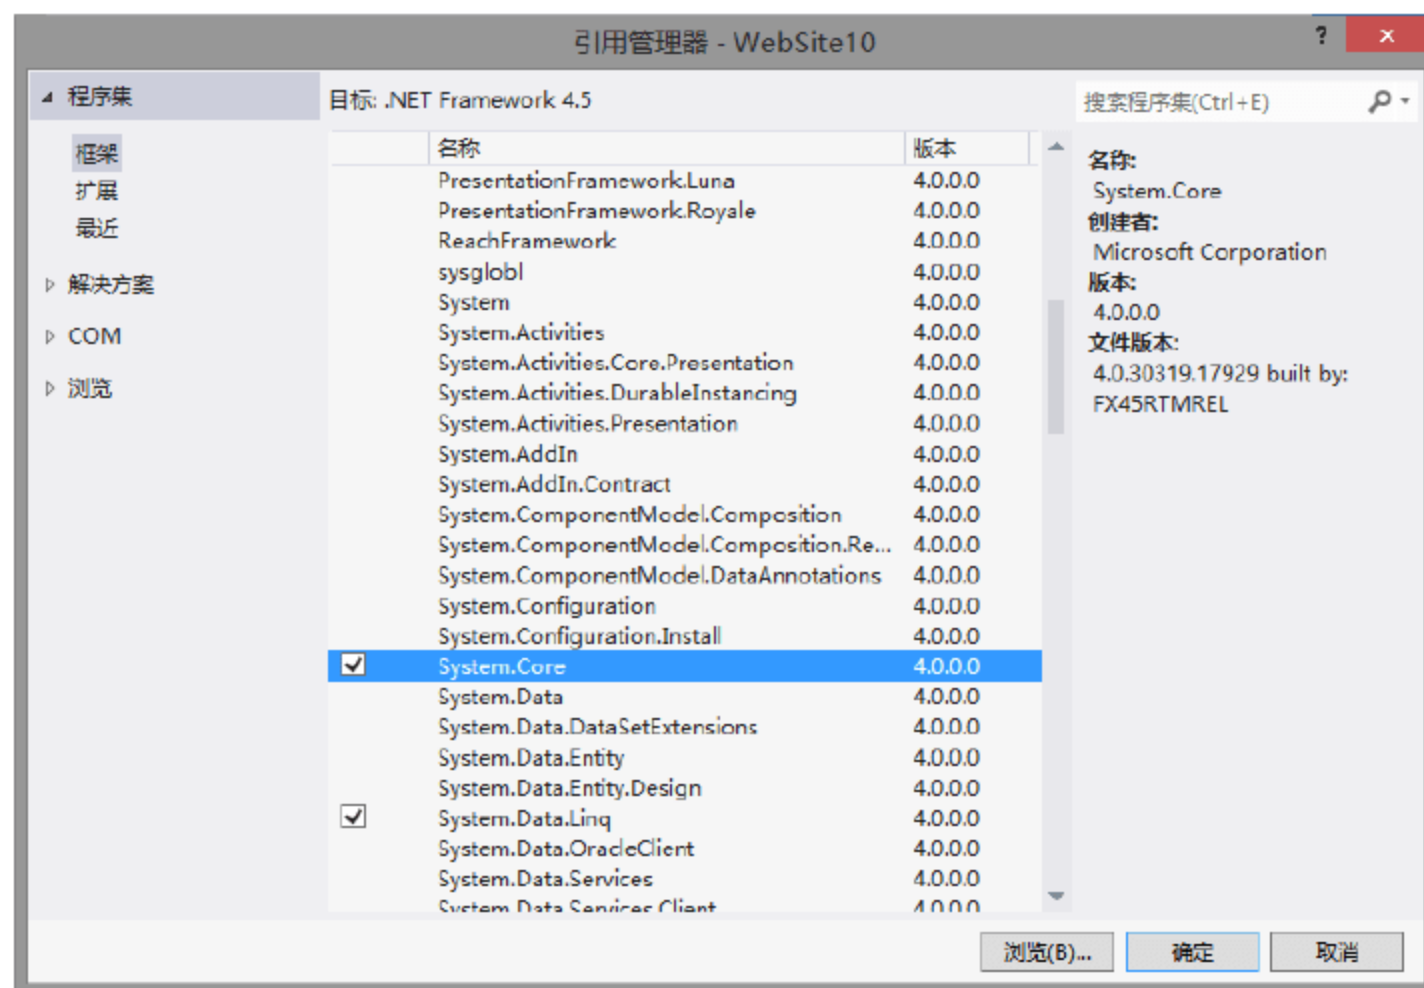 引用管理器 - WebSite10
?
×
程序集
框架
扩展
最近
解决方案
COM
浏览
目标: .NET Framework 4.5
搜索程序集(Ctrl+E)
名称 版本
PresentationFramework.Luna 4.0.0.0
PresentationFramework.Royale 4.0.0.0
ReachFramework 4.0.0.0
sysglobl 4.0.0.0
System 4.0.0.0
System.Activities 4.0.0.0
System.Activities.Core.Presentation 4.0.0.0
System.Activities.DurableInstancing 4.0.0.0
System.Activities.Presentation 4.0.0.0
System.AddIn 4.0.0.0
System.AddIn.Contract 4.0.0.0
System.ComponentModel.Composition 4.0.0.0
System.ComponentModel.Composition.Re... 4.0.0.0
System.ComponentModel.DataAnnotations 4.0.0.0
System.Configuration 4.0.0.0
System.Configuration.Install 4.0.0.0
System.Core 4.0.0.0
System.Data 4.0.0.0
System.Data.DataSetExtensions 4.0.0.0
System.Data.Entity 4.0.0.0
System.Data.Entity.Design 4.0.0.0
System.Data.Linq 4.0.0.0
System.Data.OracleClient 4.0.0.0
System.Data.Services 4.0.0.0
System.Data.Services.Client 4.0.0.0
名称:
System.Core
创建者:
Microsoft Corporation
版本:
4.0.0.0
文件版本:
4.0.30319.17929 built by:
FX45RTMREL
浏览(B)... 确定 取消